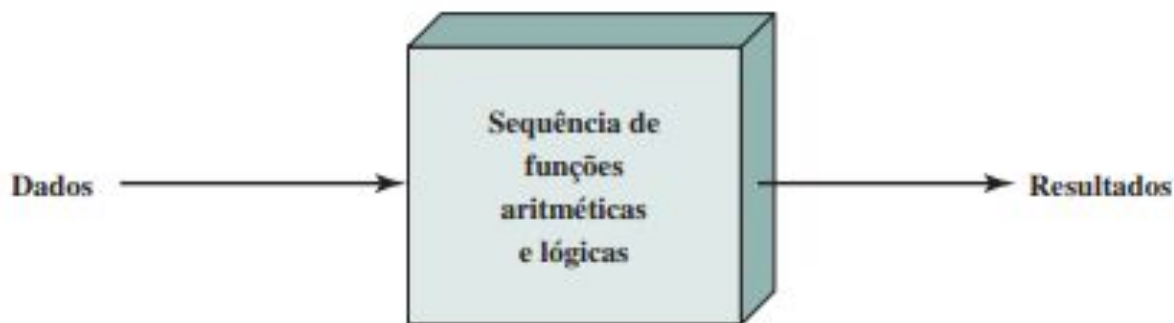 Dados
Sequência de
funções
aritméticas
e lógicas
Resultados